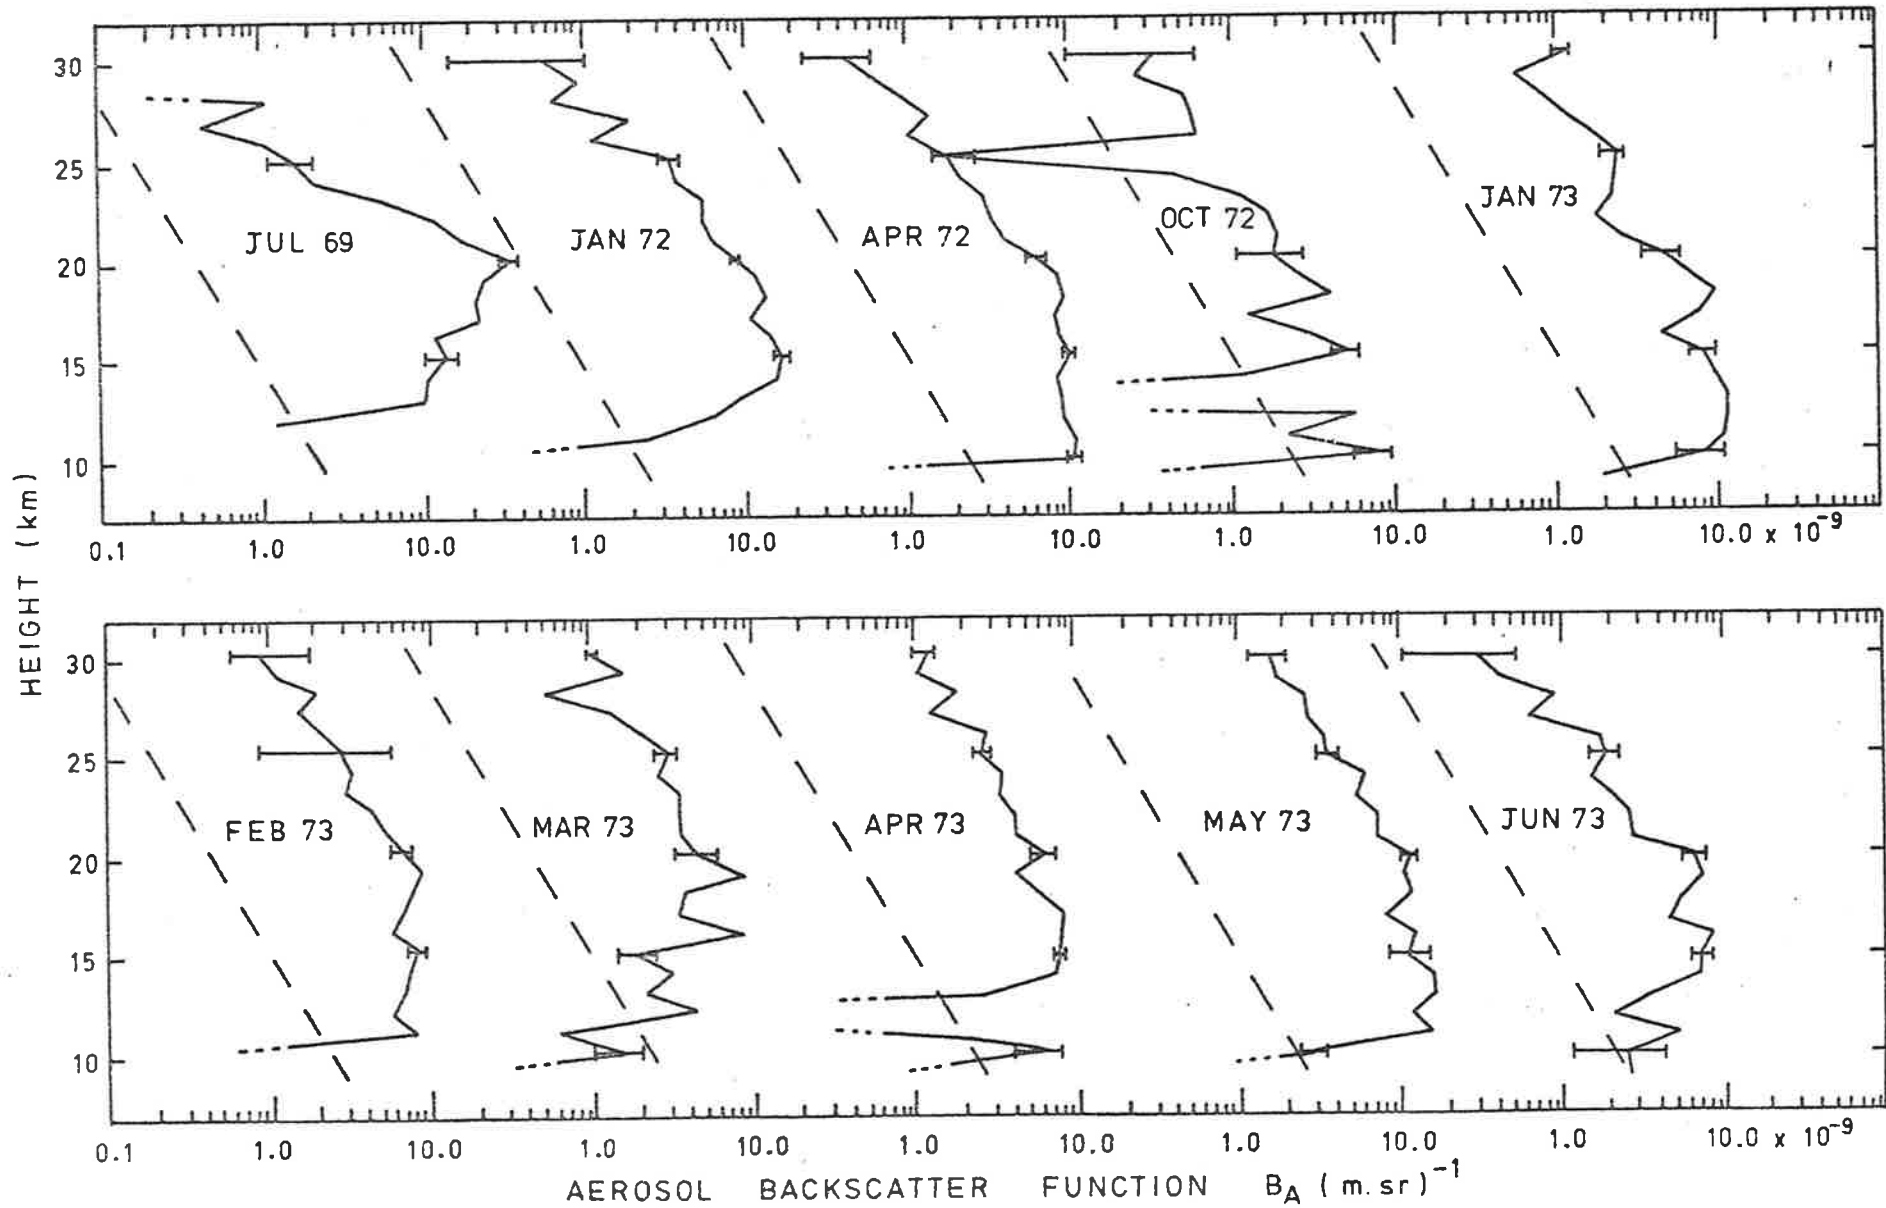 30
25
20
15
10
JUL 69
JAN 72
APR 72
OCT 72
JAN 73
0.1 1.0 10.0 1.0 10.0 1.0 10.0 1.0 10.0 1.0 10.0 x 10⁻⁹
HEIGHT (km)
30
25
20
15
10
FEB 73
MAR 73
APR 73
MAY 73
JUN 73
0.1 1.0 10.0 1.0 10.0 1.0 10.0 1.0 10.0 1.0 10.0 x 10⁻⁹
AEROSOL BACKSCATTER FUNCTION B_A (m.sr)⁻¹